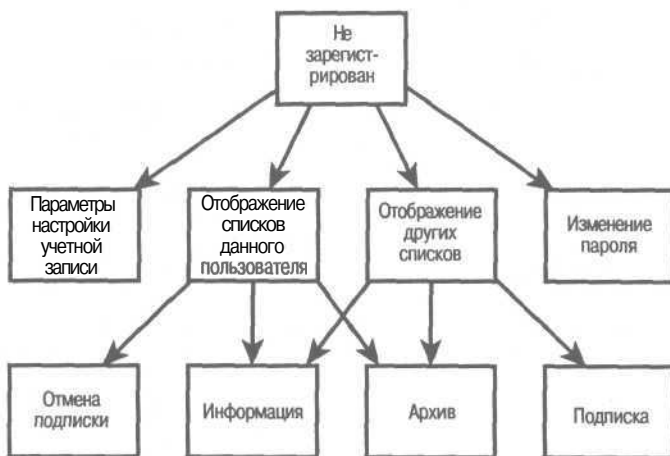 Не
зарегист-
рирован
Параметры
настройки
учетной
записи
Отображение
списков
данного
пользователя
Отображение
других
списков
Изменение
пароля
Отмена
подписки
Информация
Архив
Подписка